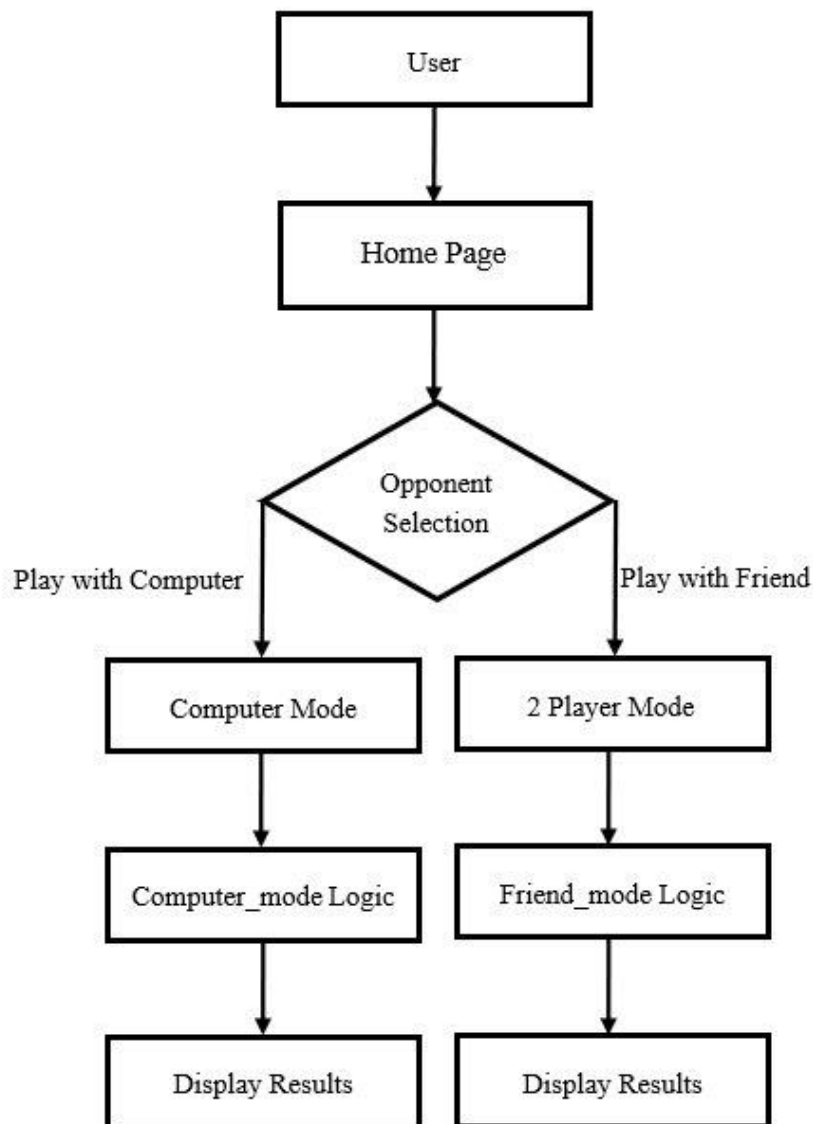 User
Home Page
Opponent
Selection
Play with Computer
Play with Friend
Computer Mode
2 Player Mode
Computer_mode Logic
Friend_mode Logic
Display Results
Display Results